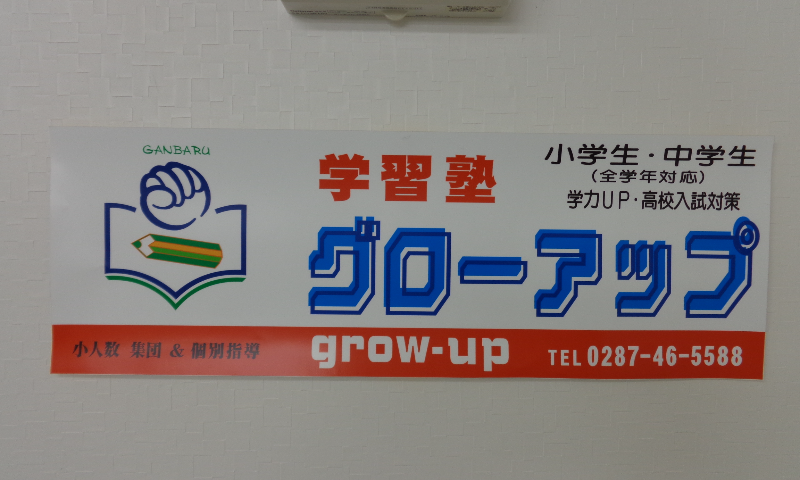 GANBARU
学習塾
小学生・中学生
(全学年対応)
学力UP・高校入試対策
グローアップ
小人数 集団 & 個別指導
grow-up
TEL 0287-46-5588